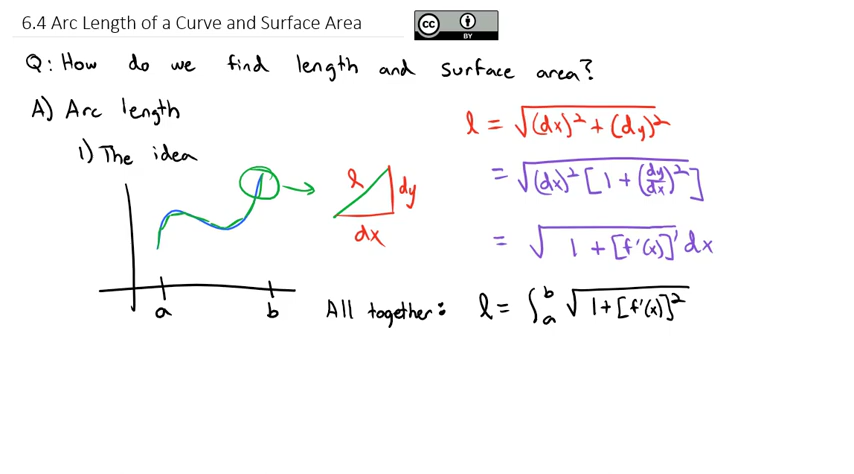 6.4 Arc Length of a Curve and Surface Area
cc BY
Q: How do we find length and surface area?
A) Arc length
1) The idea
l = √(dx)² + (dy)²
= √(dx)² [1 + (dy/dx)²]
= √1 + [f'(x)]' dx
l
dy
dx
a
b
All together: l = ∫ₐᵇ √1 + [f'(x)]²